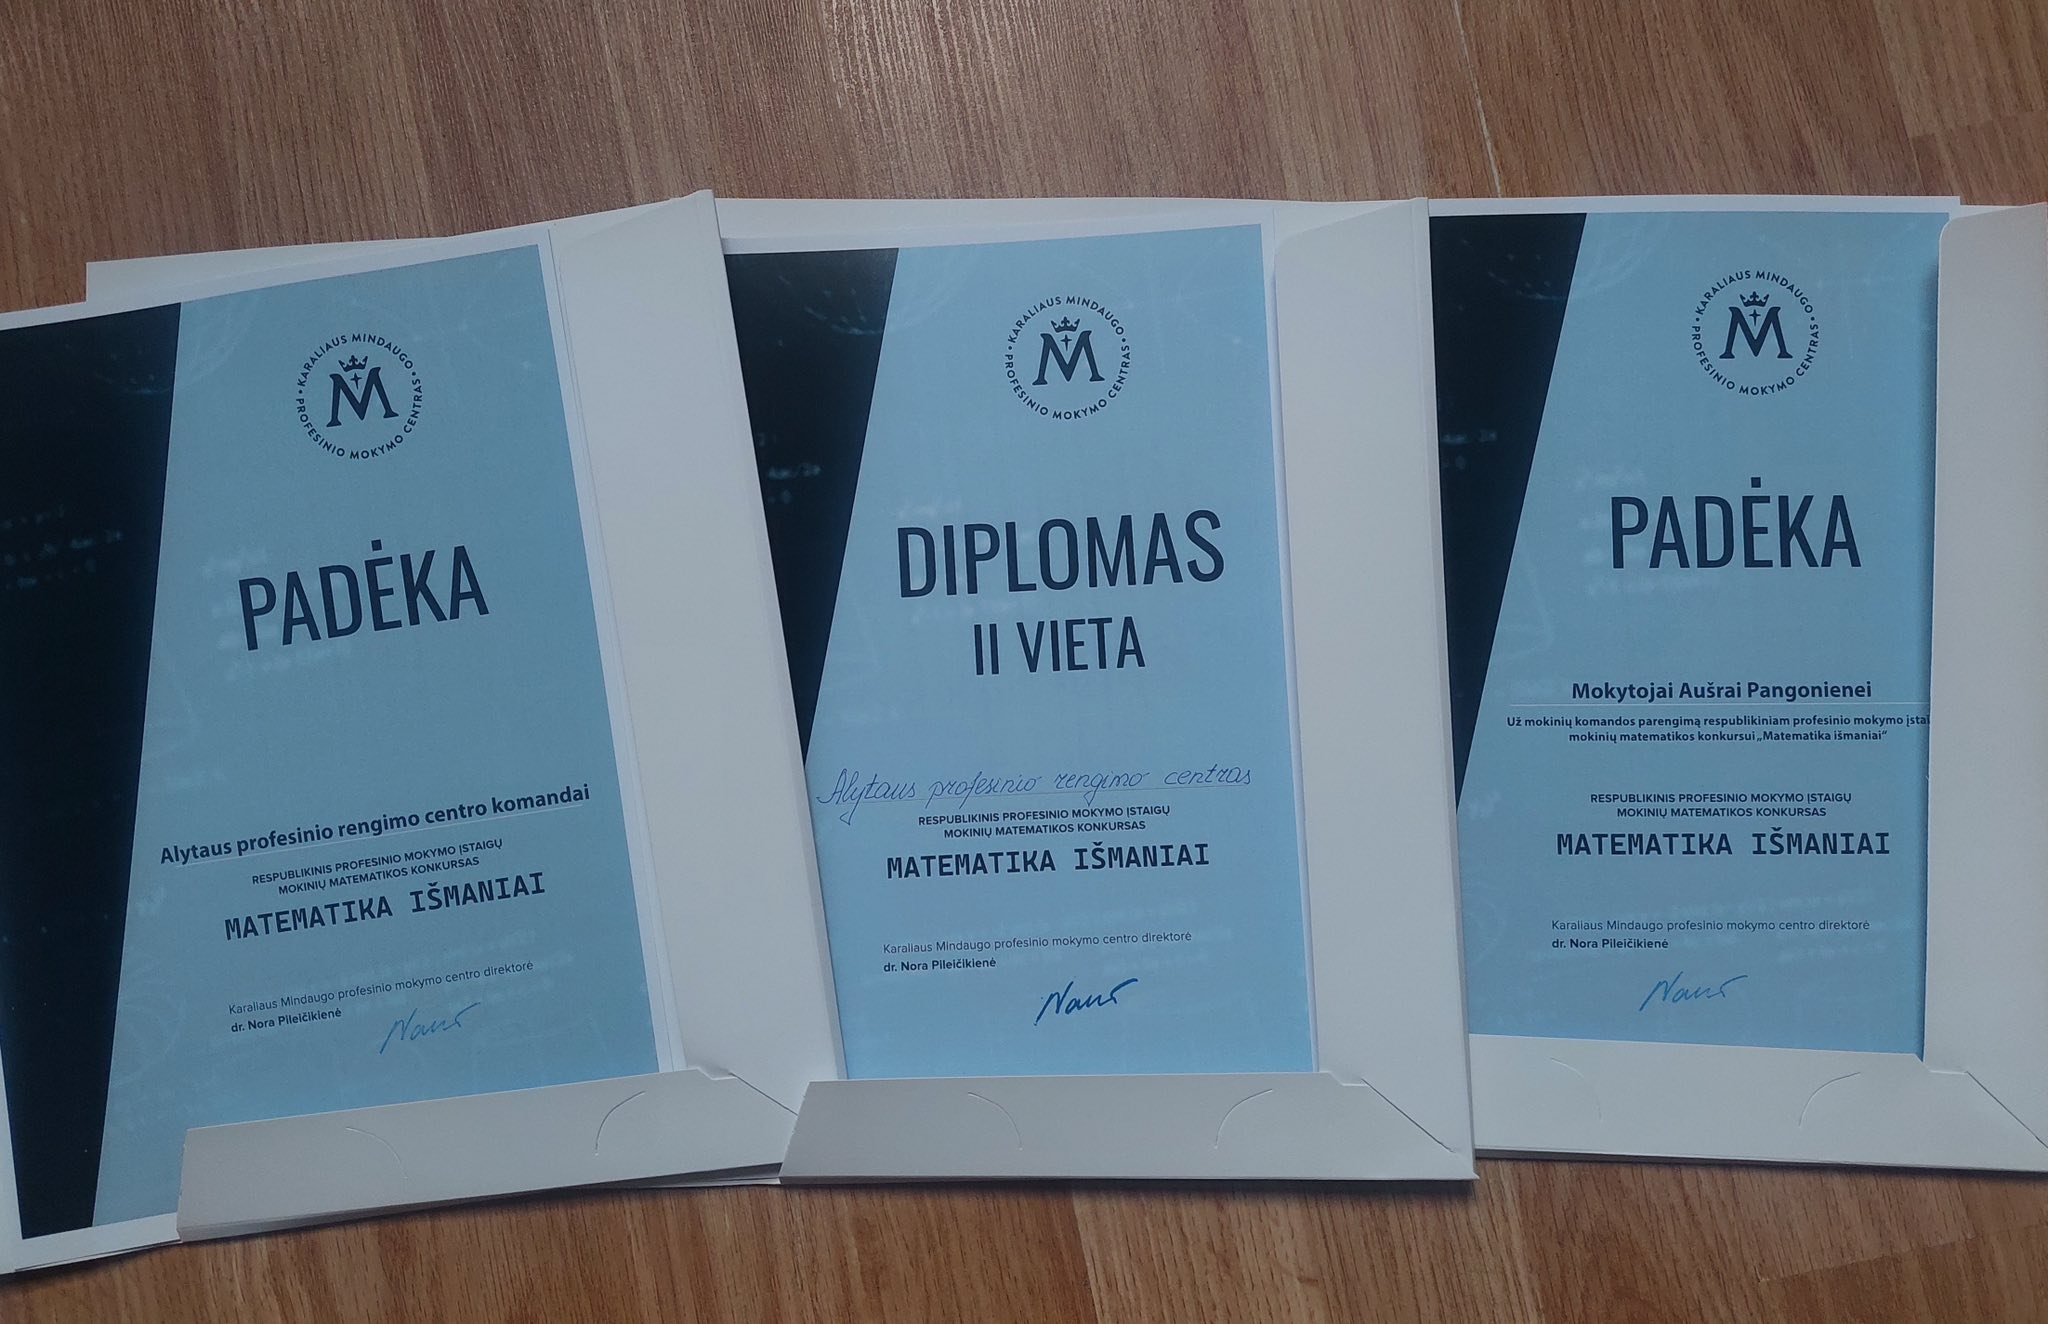 • KARALIAUS MINDAUGO •
PROFESINIO MOKYMO CENTRAS
M
PADĖKA
Alytaus profesinio rengimo centro komandai
RESPUBLIKINIS PROFESINIO MOKYMO ĮSTAIGŲ
MOKINIŲ MATEMATIKOS KONKURSAS
MATEMATIKA IŠMANIAI
Karaliaus Mindaugo profesinio mokymo centro direktorė
dr. Nora Pileičikienė
• KARALIAUS MINDAUGO •
PROFESINIO MOKYMO CENTRAS
M
DIPLOMAS
II VIETA
Alytaus profesinio rengimo centras
RESPUBLIKINIS PROFESINIO MOKYMO ĮSTAIGŲ
MOKINIŲ MATEMATIKOS KONKURSAS
MATEMATIKA IŠMANIAI
Karaliaus Mindaugo profesinio mokymo centro direktorė
dr. Nora Pileičikienė
• KARALIAUS MINDAUGO •
PROFESINIO MOKYMO CENTRAS
M
PADĖKA
Mokytojai Aušrai Pangonienei
Už mokinių komandos parengimą respublikiniam profesinio mokymo įstai
mokinių matematikos konkursui „Matematika išmaniai“
RESPUBLIKINIS PROFESINIO MOKYMO ĮSTAIGŲ
MOKINIŲ MATEMATIKOS KONKURSAS
MATEMATIKA IŠMANIAI
Karaliaus Mindaugo profesinio mokymo centro direktorė
dr. Nora Pileičikienė